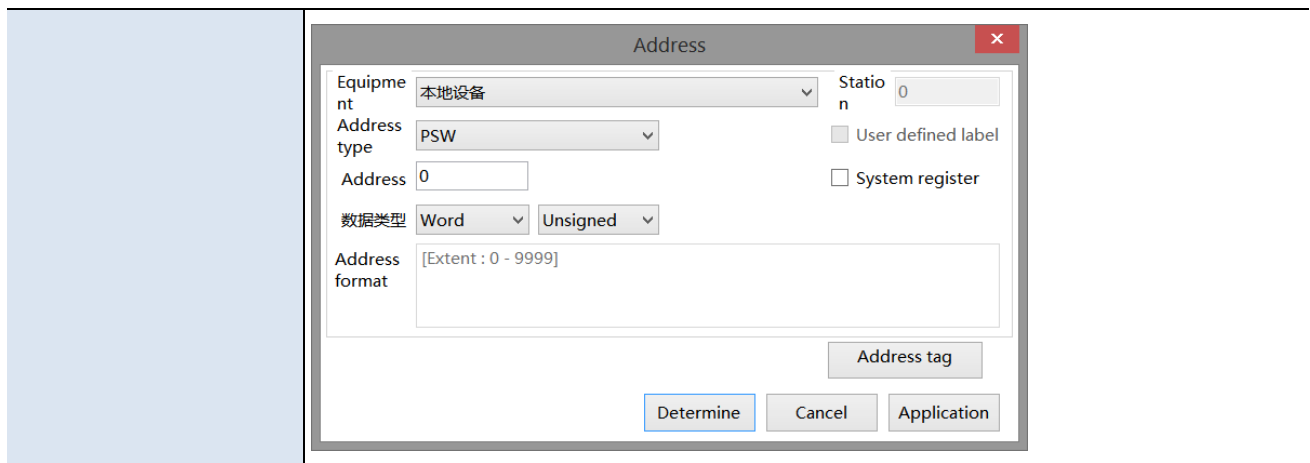 Address
Equipme
nt
本地设备
Statio
n
0
Address
type
PSW
User defined label
Address
0
System register
数据类型
Word
Unsigned
Address
format
[Extent : 0 - 9999]
Address tag
Determine
Cancel
Application